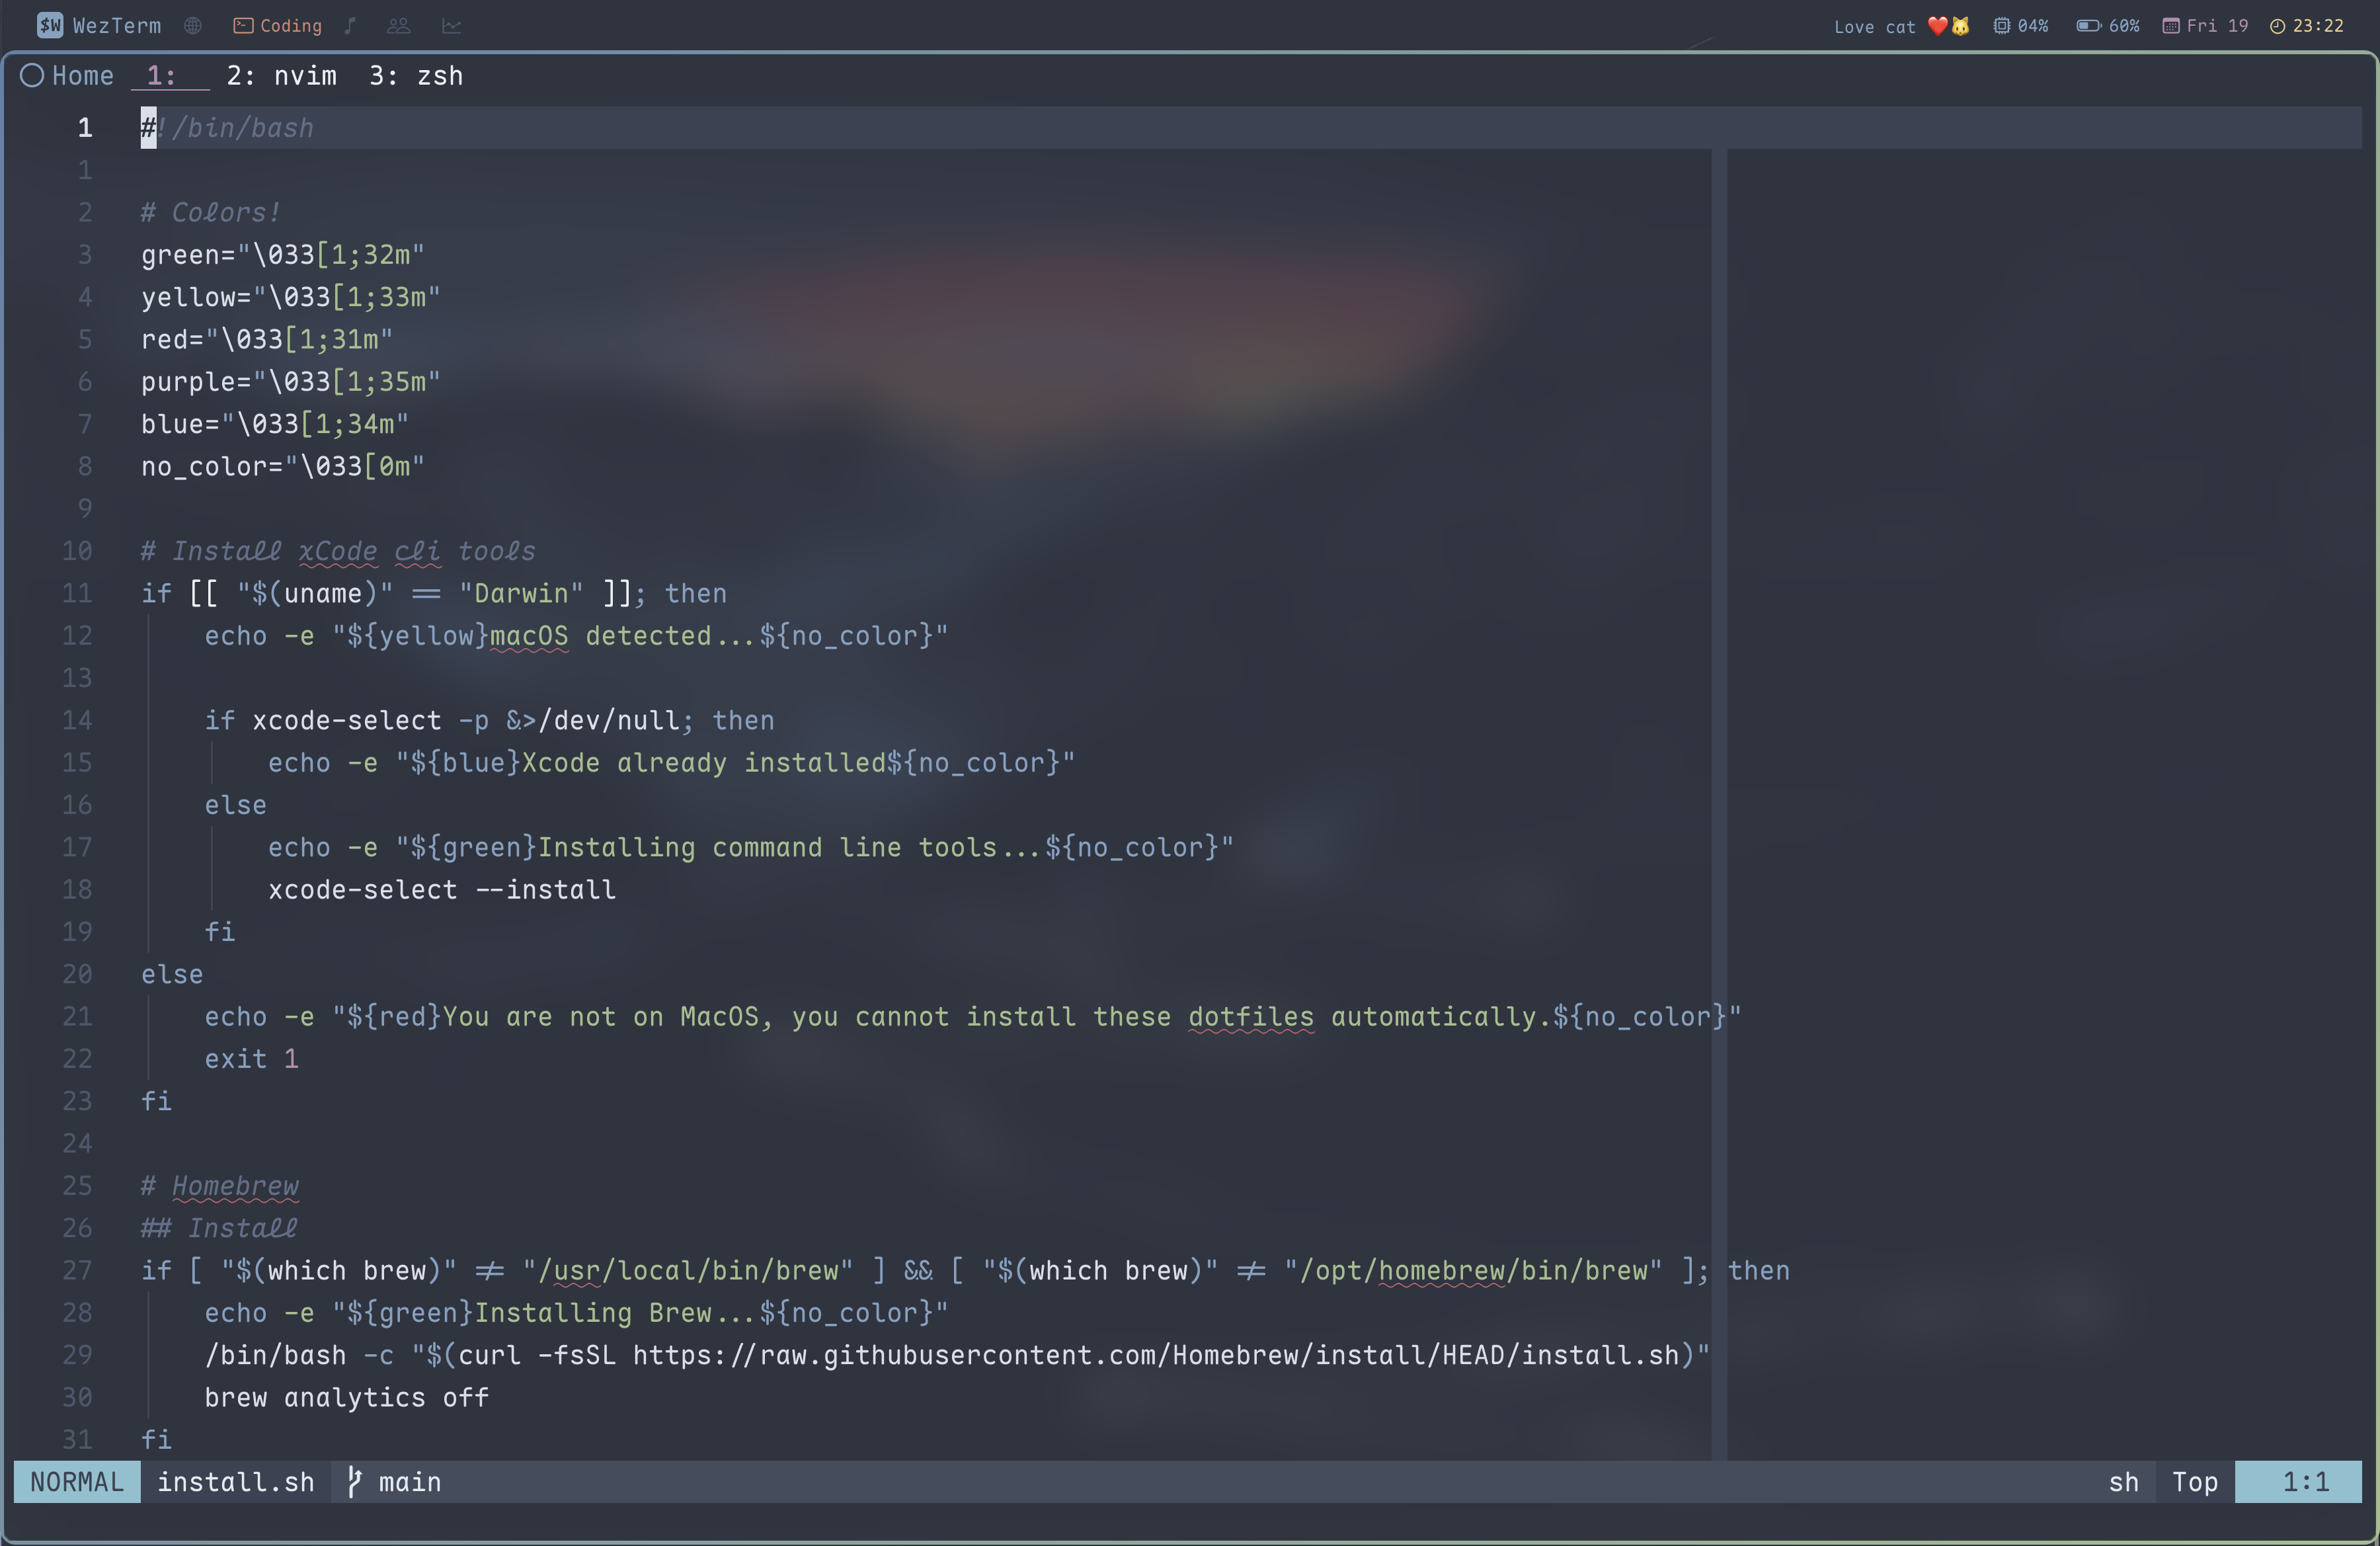 $W WezTerm Coding Love cat ❤️🐱 04% 60% Fri 19 23:22
Home 1: 2: nvim 3: zsh
1 #!/bin/bash
1
2 # Colors!
3 green="\033[1;32m"
4 yellow="\033[1;33m"
5 red="\033[1;31m"
6 purple="\033[1;35m"
7 blue="\033[1;34m"
8 no_color="\033[0m"
9
10 # Install xCode cli tools
11 if [[ "$(uname)" == "Darwin" ]]; then
12 echo -e "${yellow}macOS detected...${no_color}"
13
14 if xcode-select -p &>/dev/null; then
15 echo -e "${blue}Xcode already installed${no_color}"
16 else
17 echo -e "${green}Installing command line tools...${no_color}"
18 xcode-select --install
19 fi
20 else
21 echo -e "${red}You are not on MacOS, you cannot install these dotfiles automatically.${no_color}"
22 exit 1
23 fi
24
25 # Homebrew
26 ## Install
27 if [ "$(which brew)" != "/usr/local/bin/brew" ] && [ "$(which brew)" != "/opt/homebrew/bin/brew" ]; then
28 echo -e "${green}Installing Brew...${no_color}"
29 /bin/bash -c "$(curl -fsSL https://raw.githubusercontent.com/Homebrew/install/HEAD/install.sh)"
30 brew analytics off
31 fi
NORMAL install.sh main sh Top 1:1